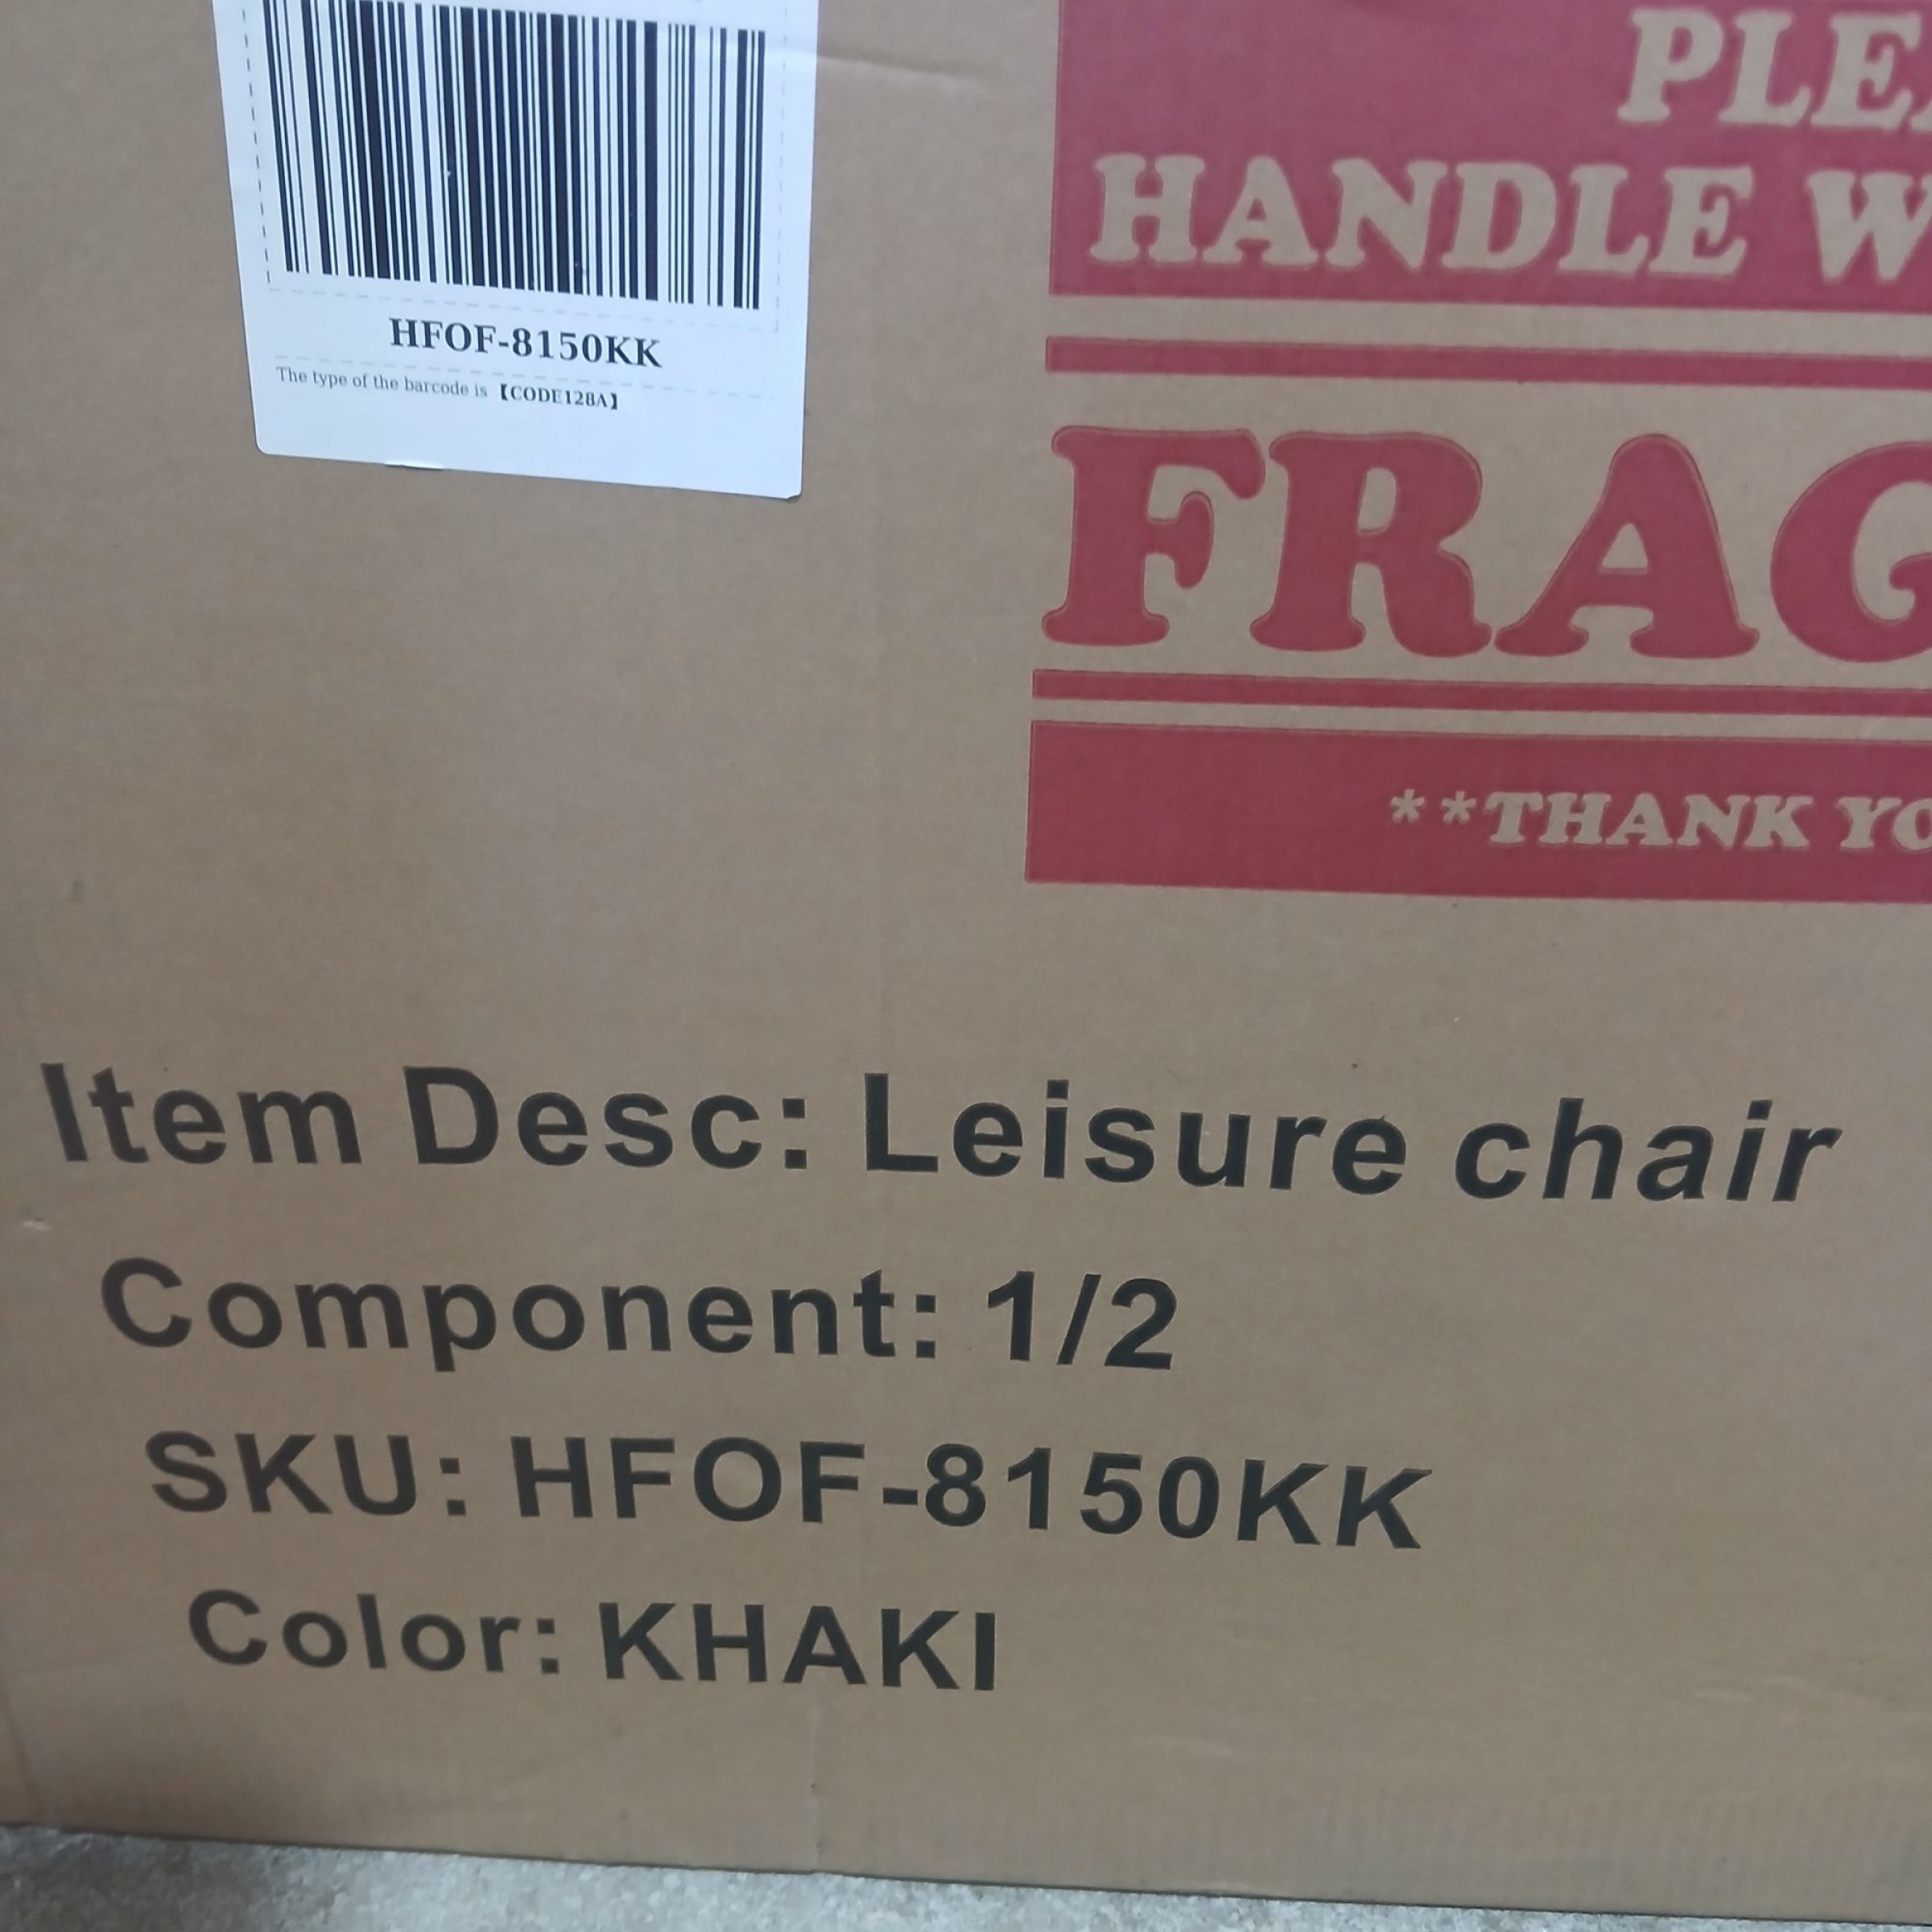 HFOF-8150KK
The type of the barcode is 【CODE128A】
PLEA
HANDLE W
FRAG
**THANK YO
Item Desc: Leisure chair
Component: 1/2
SKU: HFOF-8150KK
Color: KHAKI